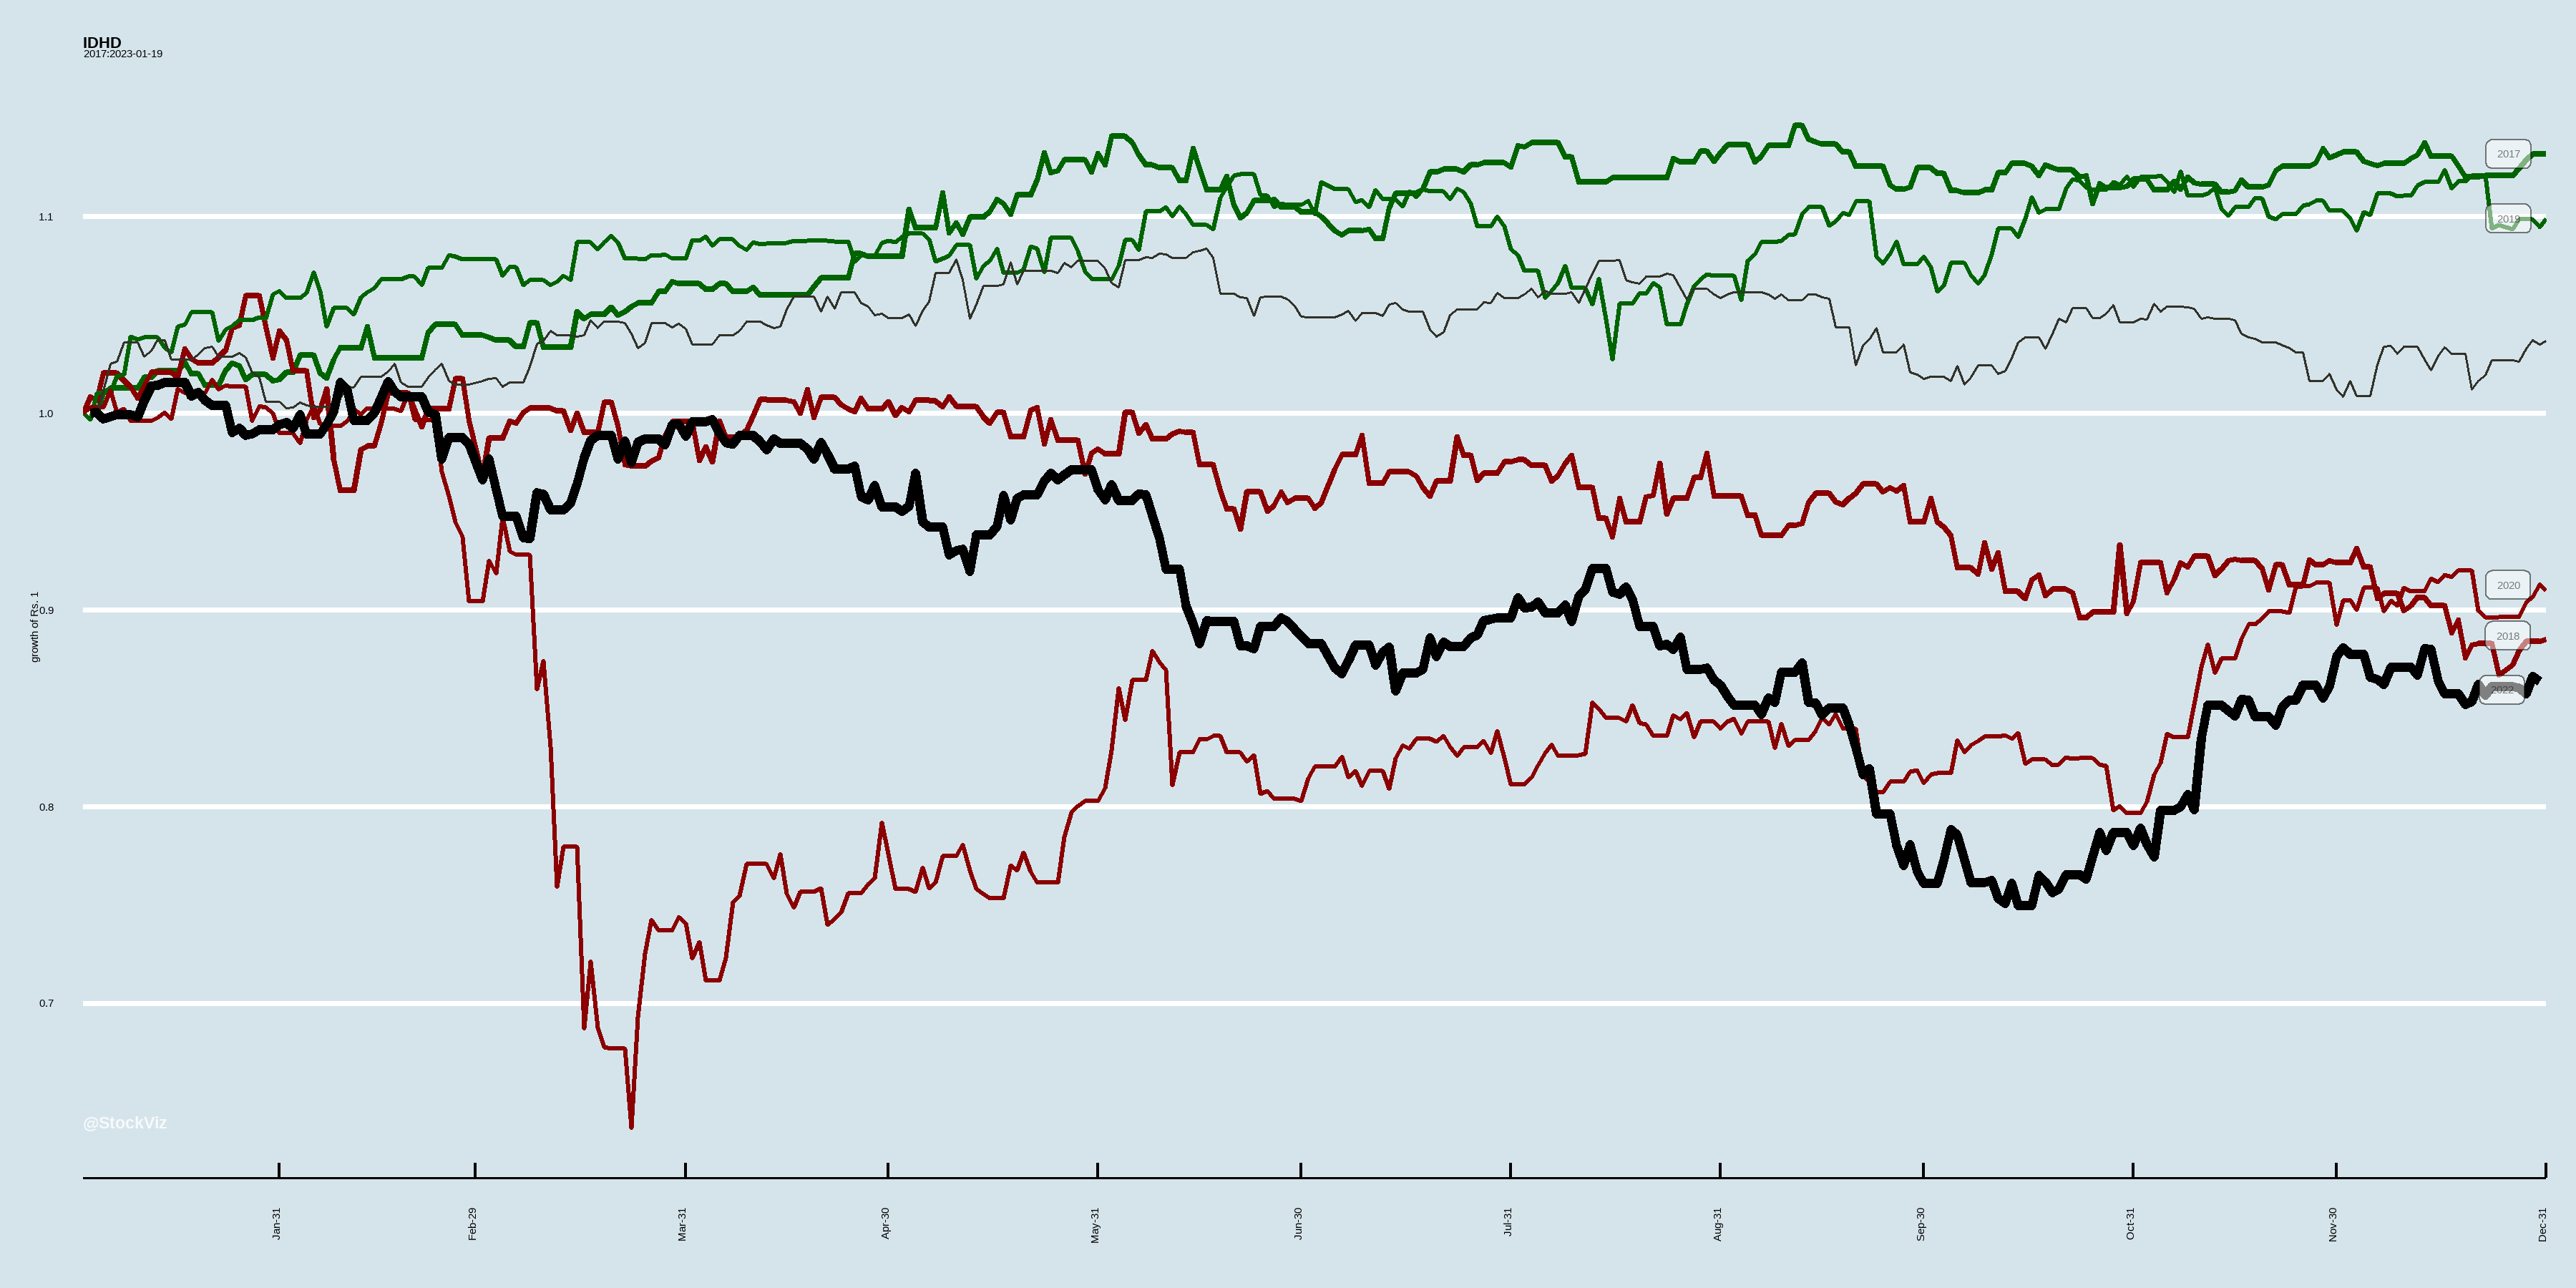 IDHD
2017:2023-01-19
2017
1.1
2019
1.0
2020
0.9
growth of Rs. 1
2018
2022
0.8
0.7
@StockViz
Jan-31
Feb-29
Mar-31
Apr-30
May-31
Jun-30
Jul-31
Aug-31
Sep-30
Oct-31
Nov-30
Dec-31